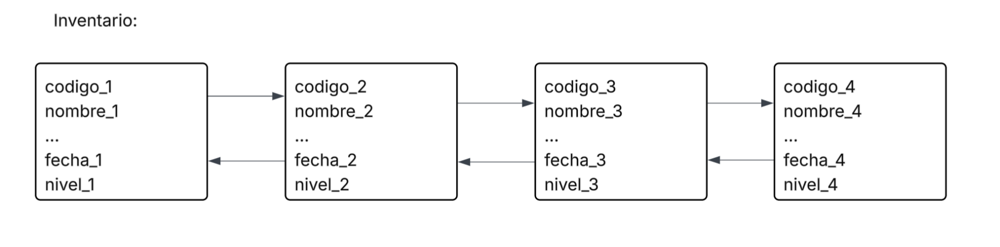 Inventario:
codigo_1
nombre_1
...
fecha_1
nivel_1
codigo_2
nombre_2
...
fecha_2
nivel_2
codigo_3
nombre_3
...
fecha_3
nivel_3
codigo_4
nombre_4
...
fecha_4
nivel_4